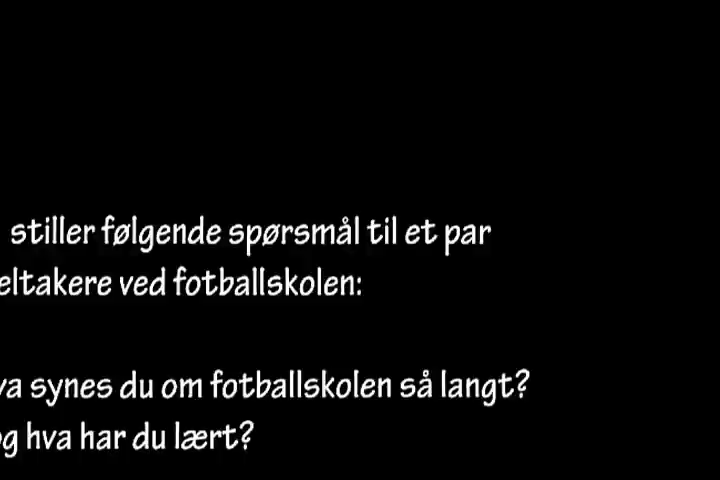 stiller følgende spørsmål til et par
eltakere ved fotballskolen:
va synes du om fotballskolen så langt?
og hva har du lært?